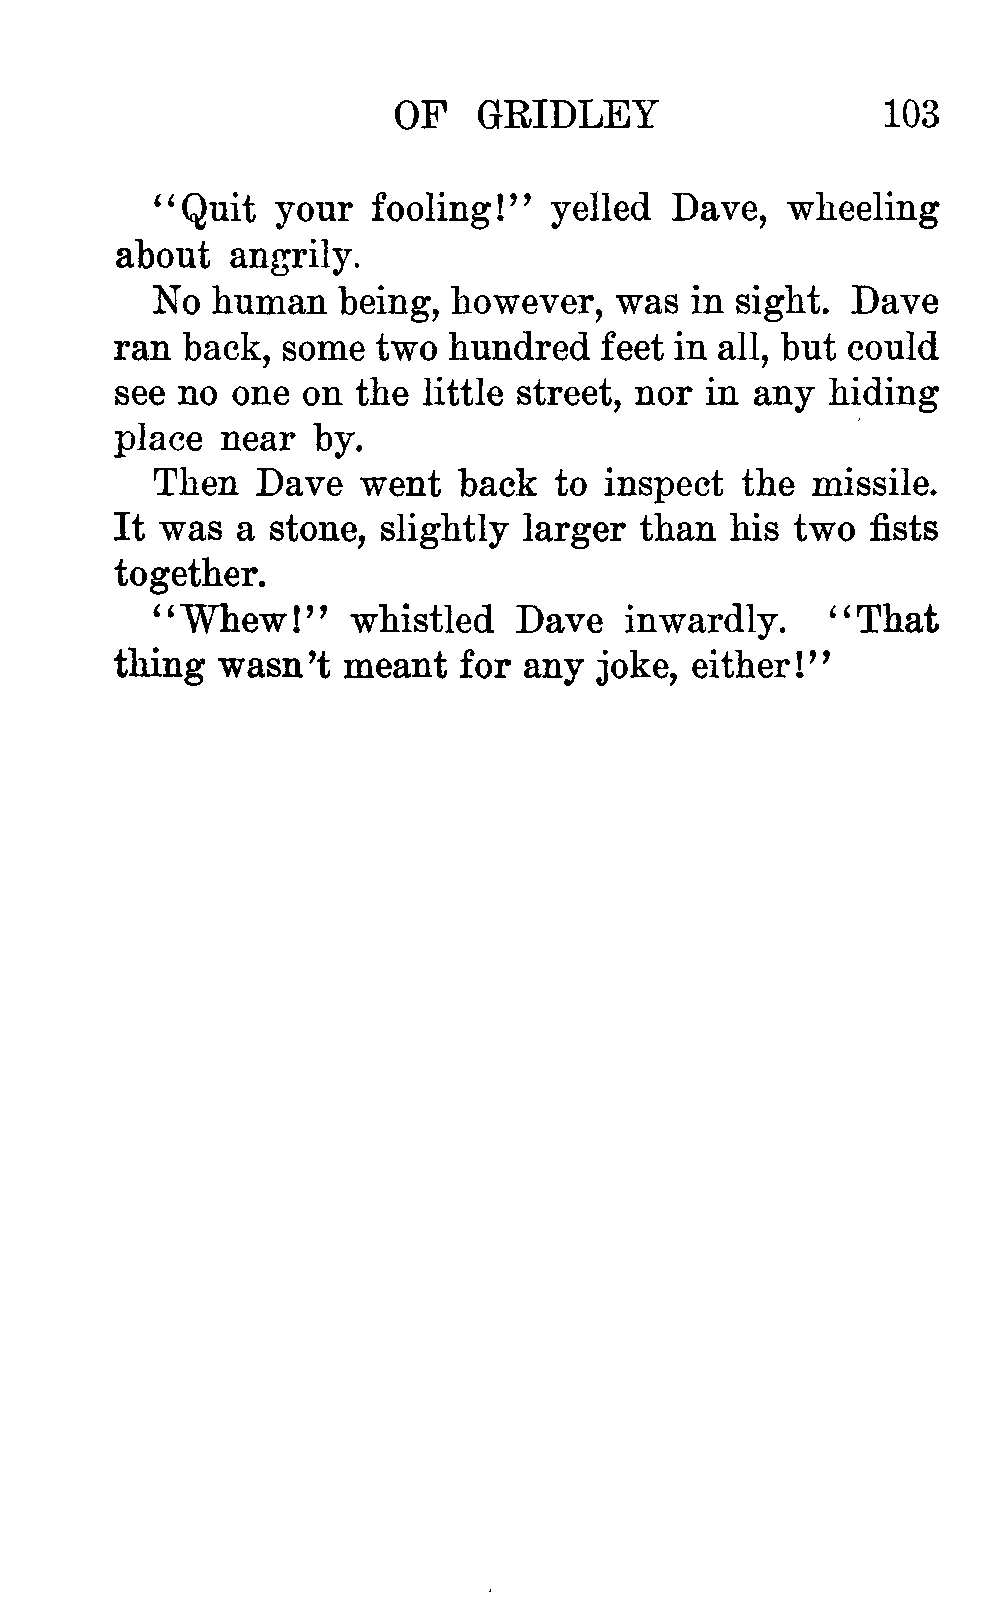 OF GRIDLEY 103
"Quit your fooling!" yelled Dave, wheeling
about angrily.
No human being, however, was in sight. Dave
ran back, some two hundred feet in all, but could
see no one on the little street, nor in any hiding
place near by.
Then Dave went back to inspect the missile.
It was a stone, slightly larger than his two fists
together.
"Whew!" whistled Dave inwardly. "That
thing wasn't meant for any joke, either!"